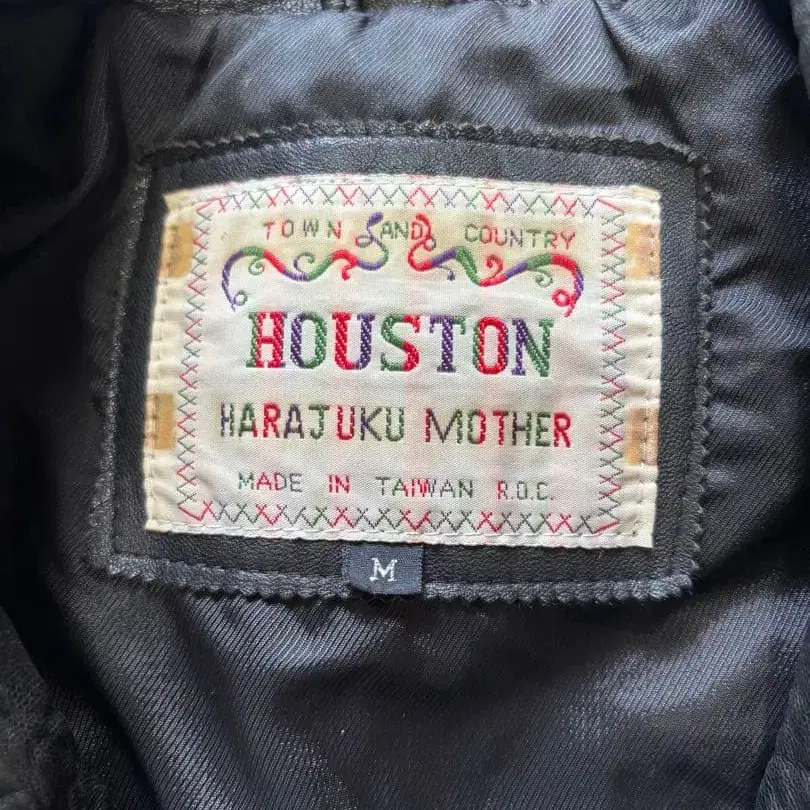 TOWN AND COUNTRY
HOUSTON
HARAJUKU MOTHER
MADE IN TAIWAN R.O.C.
M